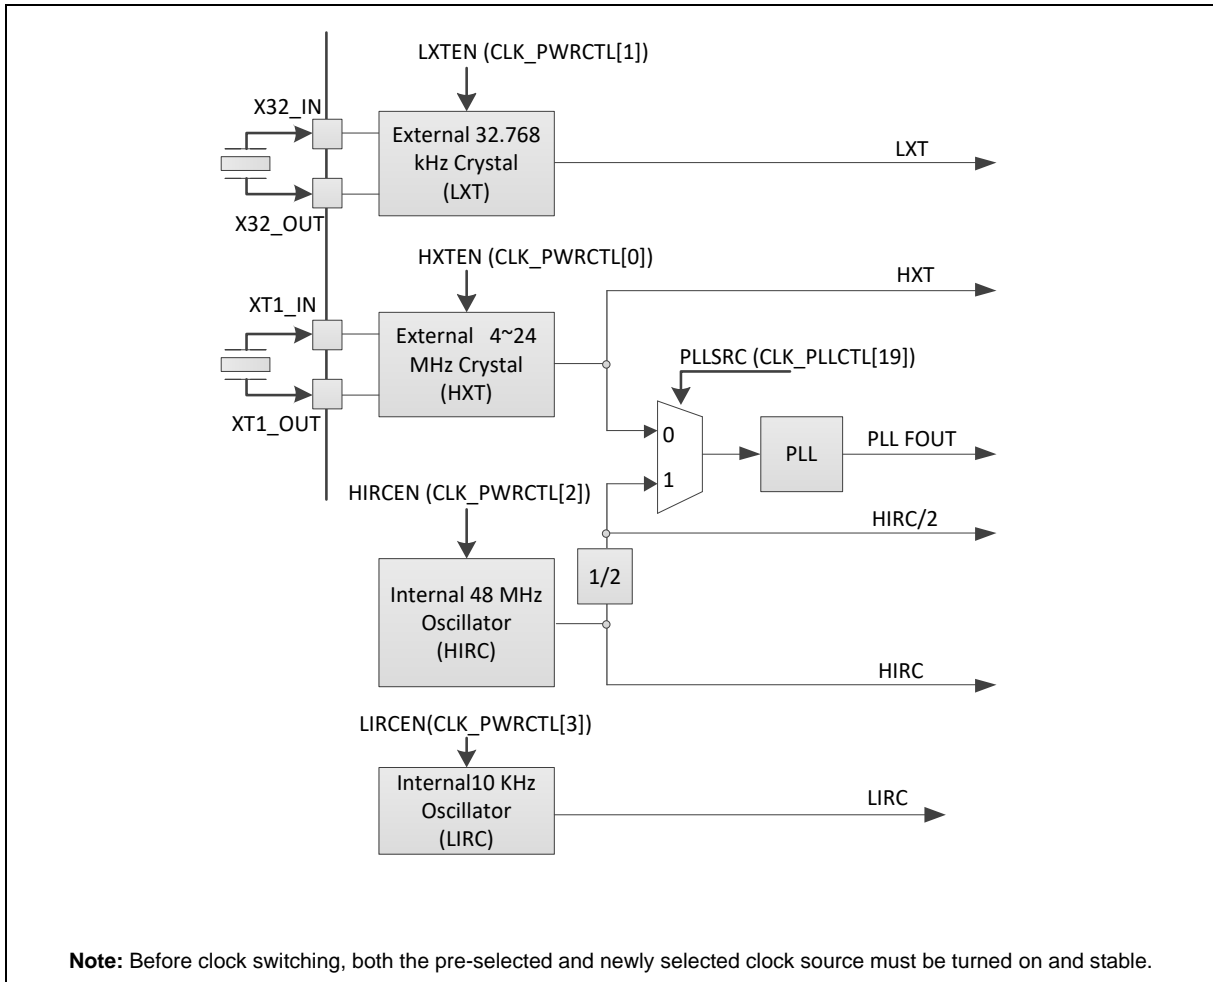 LXTEN (CLK_PWRCTL[1])
X32_IN
External 32.768
kHz Crystal
(LXT)
LXT
X32_OUT
HXTEN (CLK_PWRCTL[0])
HXT
XT1_IN
External 4~24
MHz Crystal
(HXT)
PLLSRC (CLK_PLLCTL[19])
XT1_OUT
0
PLL
PLL FOUT
1
HIRCEN (CLK_PWRCTL[2])
HIRC/2
1/2
Internal 48 MHz
Oscillator
(HIRC)
HIRC
LIRCEN(CLK_PWRCTL[3])
Internal10 KHz
Oscillator
(LIRC)
LIRC
Note: Before clock switching, both the pre-selected and newly selected clock source must be turned on and stable.